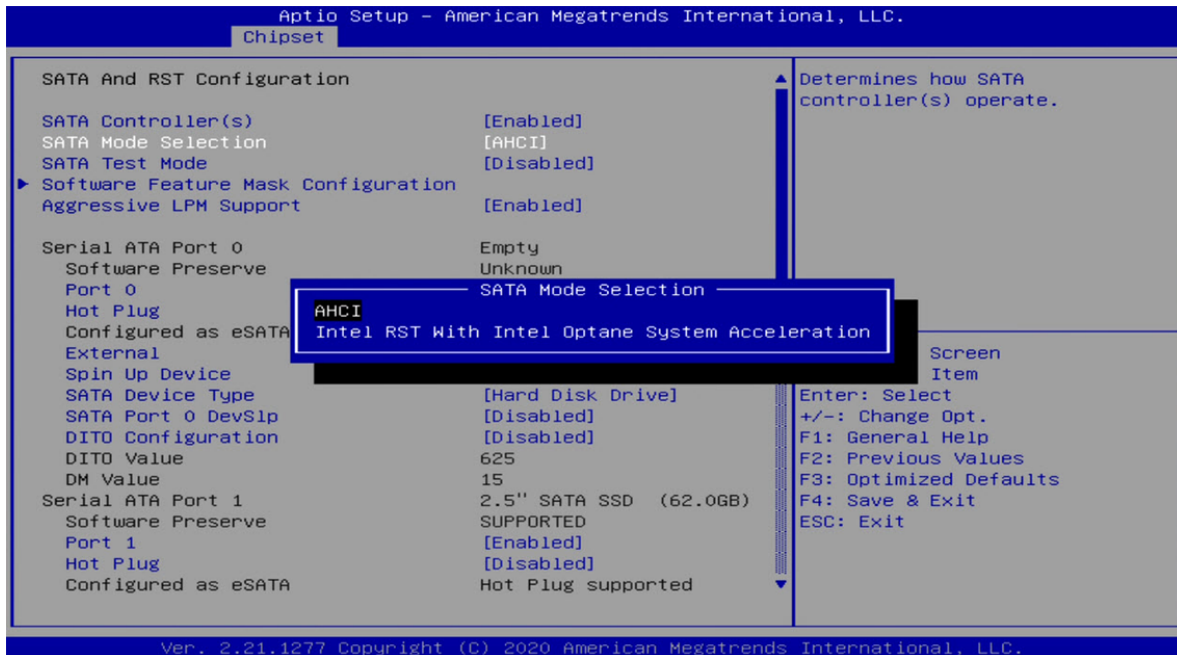 Aptio Setup – American Megatrends International, LLC.
Chipset
SATA And RST Configuration
SATA Controller(s) [Enabled]
SATA Mode Selection [AHCI]
SATA Test Mode [Disabled]
Software Feature Mask Configuration
Aggressive LPM Support [Enabled]
Serial ATA Port 0 Empty
Software Preserve Unknown
Port 0
Hot Plug
Configured as eSATA
External
Spin Up Device
SATA Device Type [Hard Disk Drive]
SATA Port 0 DevSlp [Disabled]
DITO Configuration [Disabled]
DITO Value 625
DM Value 15
Serial ATA Port 1 2.5" SATA SSD (62.0GB)
Software Preserve SUPPORTED
Port 1 [Enabled]
Hot Plug [Disabled]
Configured as eSATA Hot Plug supported
SATA Mode Selection
AHCI
Intel RST With Intel Optane System Acceleration
Determines how SATA
controller(s) operate.
Screen
Item
Enter: Select
+/-: Change Opt.
F1: General Help
F2: Previous Values
F3: Optimized Defaults
F4: Save & Exit
ESC: Exit
Ver. 2.21.1277 Copyright (C) 2020 American Megatrends International, LLC.